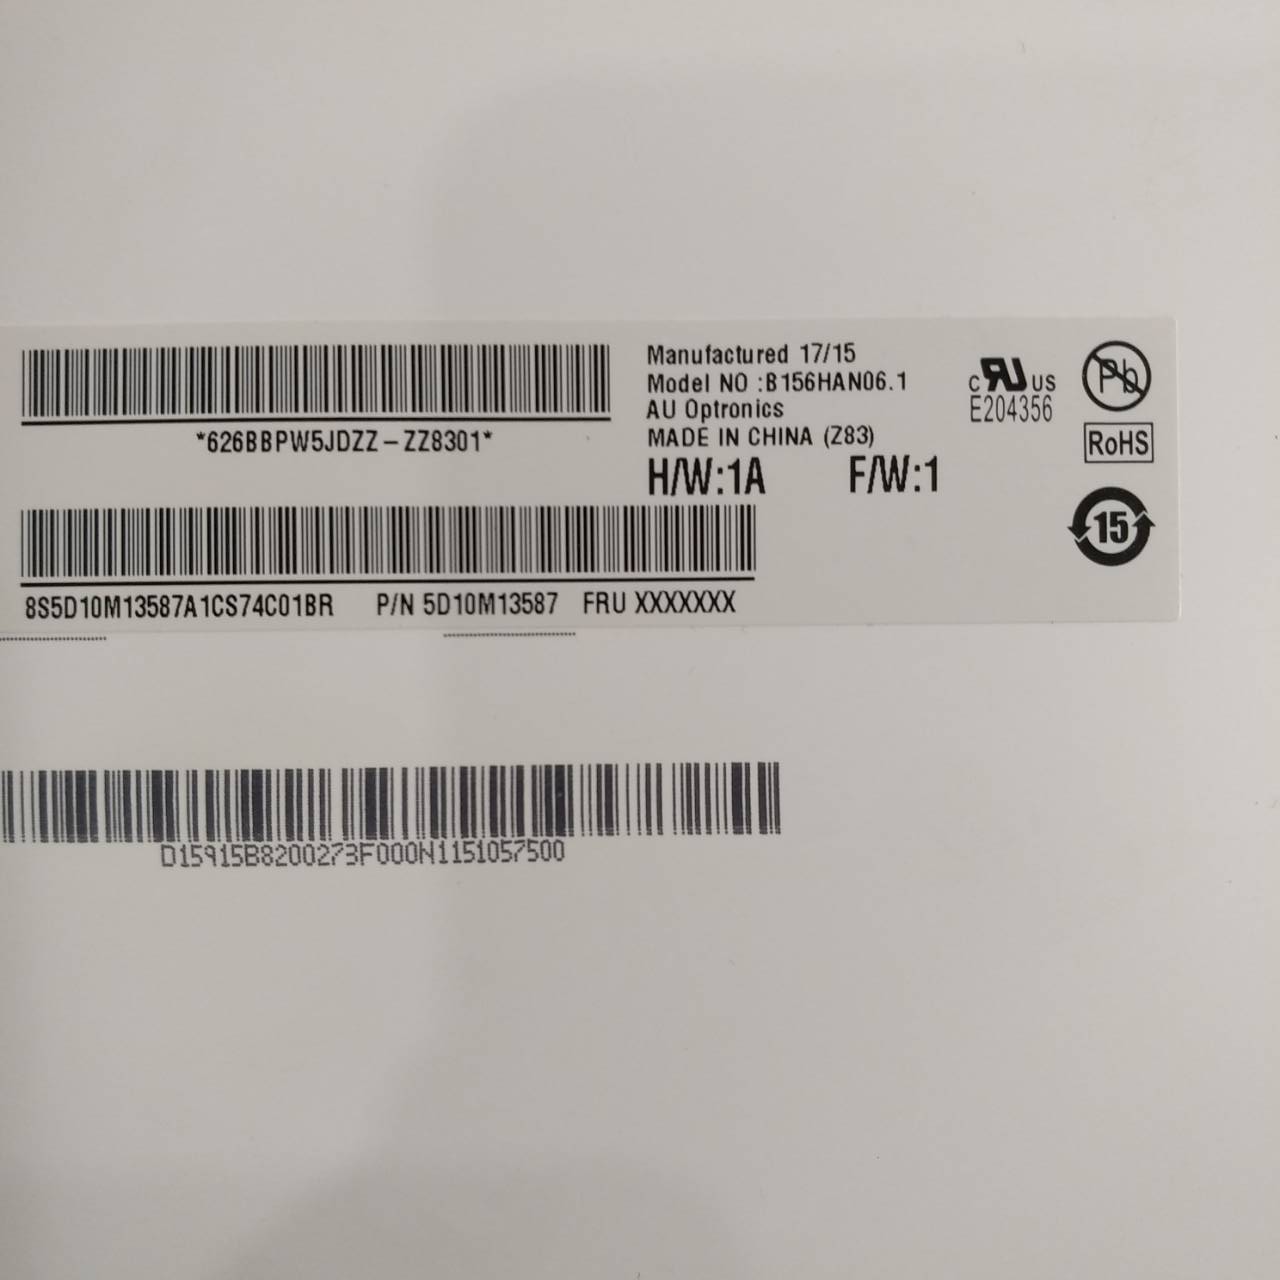 *626BBPW5JDZZ-ZZ8301*
Manufactured 17/15
Model NO :B156HAN06.1
AU Optronics
MADE IN CHINA (Z83)
H/W:1A F/W:1
c RU US
E204356
Pb
RoHS
15
8S5D10M13587A1CS74C01BR P/N 5D10M13587 FRU XXXXXXX
D15915B8200273F000N1151057500